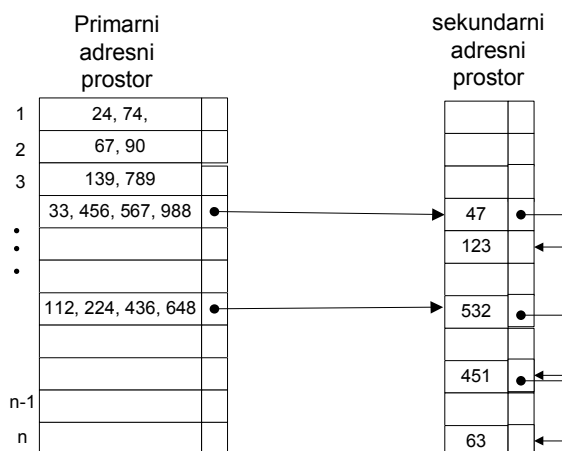 Primarni
adresni
prostor
sekundarni
adresni
prostor
1
24, 74,
2
67, 90
3
139, 789
33, 456, 567, 988
47
123
112, 224, 436, 648
532
451
n-1
n
63